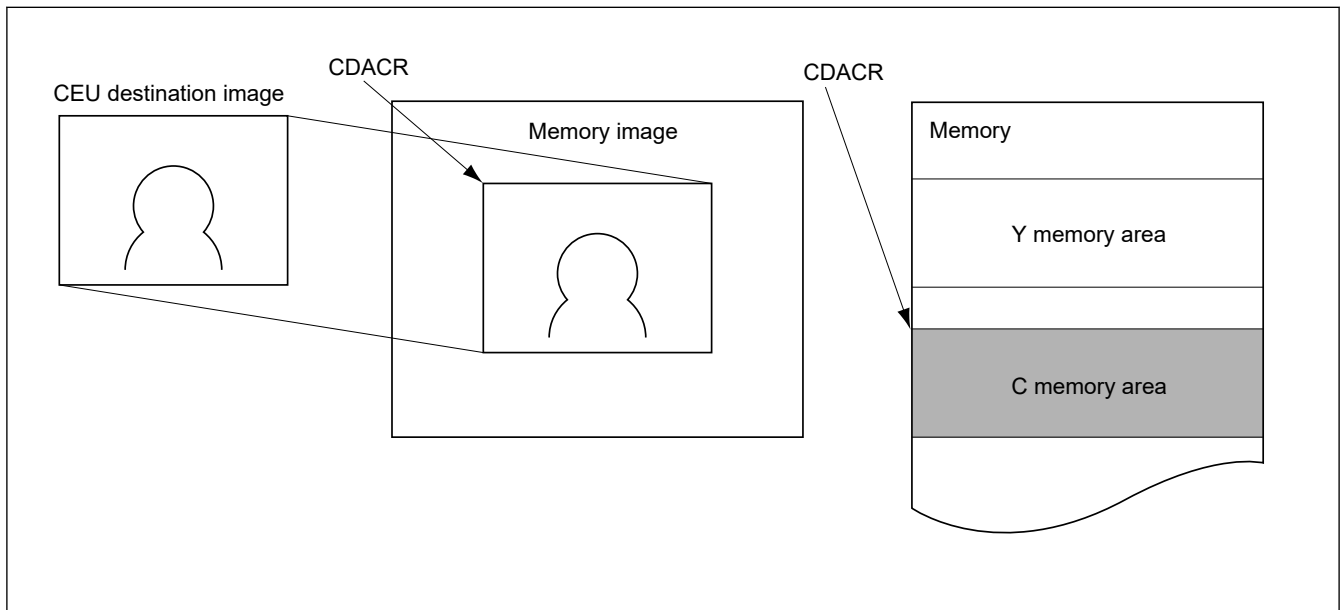 CDACR
CEU destination image
Memory image
CDACR
Memory
Y memory area
C memory area